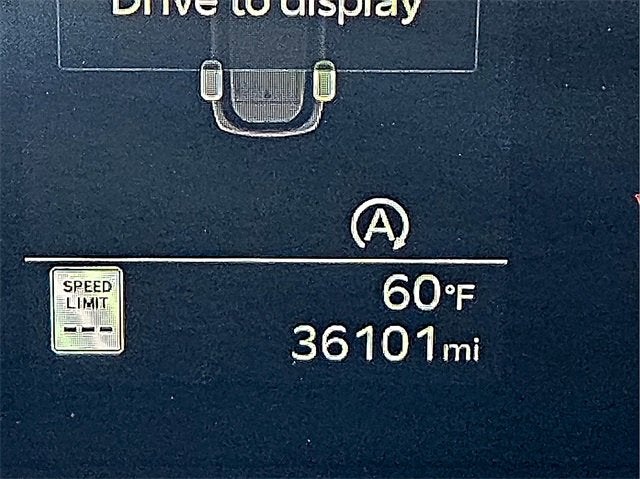 Drive to display
A
SPEED
LIMIT
---
60°F
36101mi